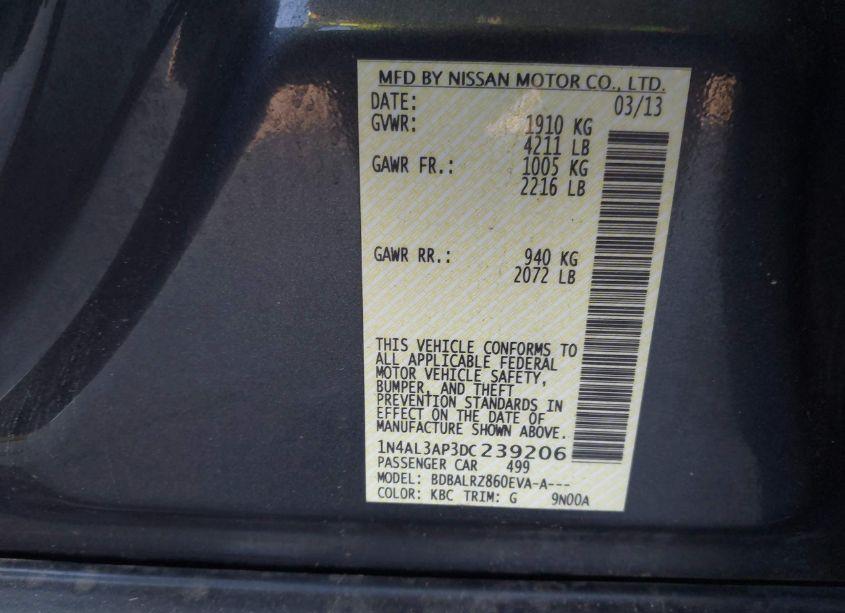 MFD BY NISSAN MOTOR CO., LTD.
DATE: 03/13
GVWR: 1910 KG
4211 LB
GAWR FR.: 1005 KG
2216 LB
GAWR RR.: 940 KG
2072 LB
THIS VEHICLE CONFORMS TO
ALL APPLICABLE FEDERAL
MOTOR VEHICLE SAFETY,
BUMPER, AND THEFT
PREVENTION STANDARDS IN
EFFECT ON THE DATE OF
MANUFACTURE SHOWN ABOVE.
1N4AL3AP3DC239206
PASSENGER CAR 499
MODEL: BDBALRZ860EVA-A---
COLOR: KBC TRIM: G 9N00A